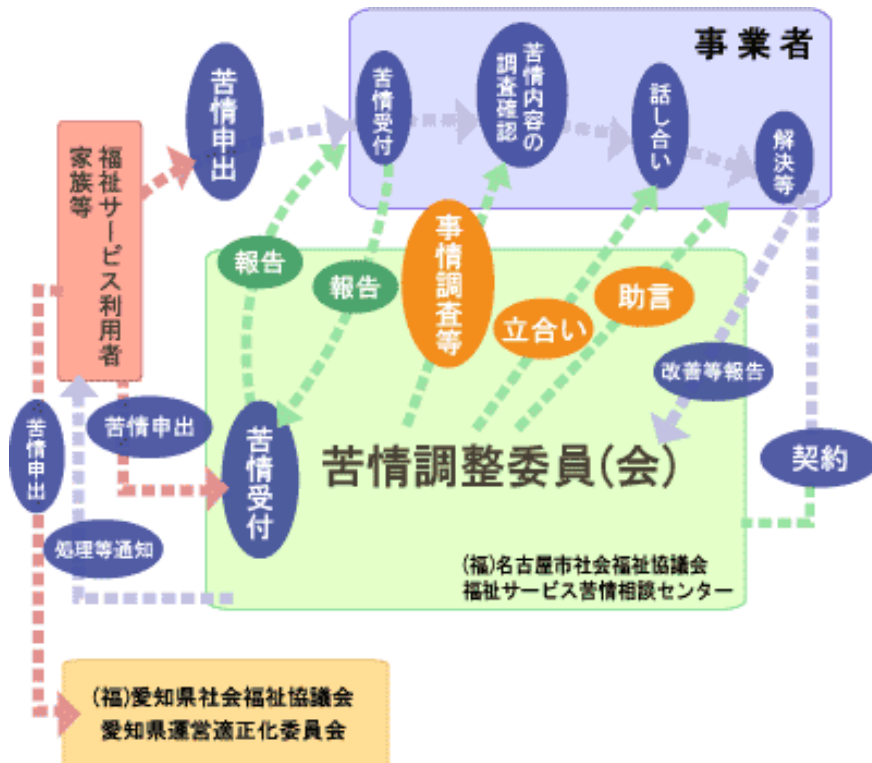 事業者
苦情申出
苦情受付
苦情内容の
調査確認
話し合い
解決等
福祉サービス利用者
家族等
報告
報告
事情調査等
立合い
助言
改善等報告
苦情申出
苦情申出
苦情受付
苦情調整委員(会)
契約
処理等通知
(福)名古屋市社会福祉協議会
福祉サービス苦情相談センター
(福)愛知県社会福祉協議会
愛知県運営適正化委員会